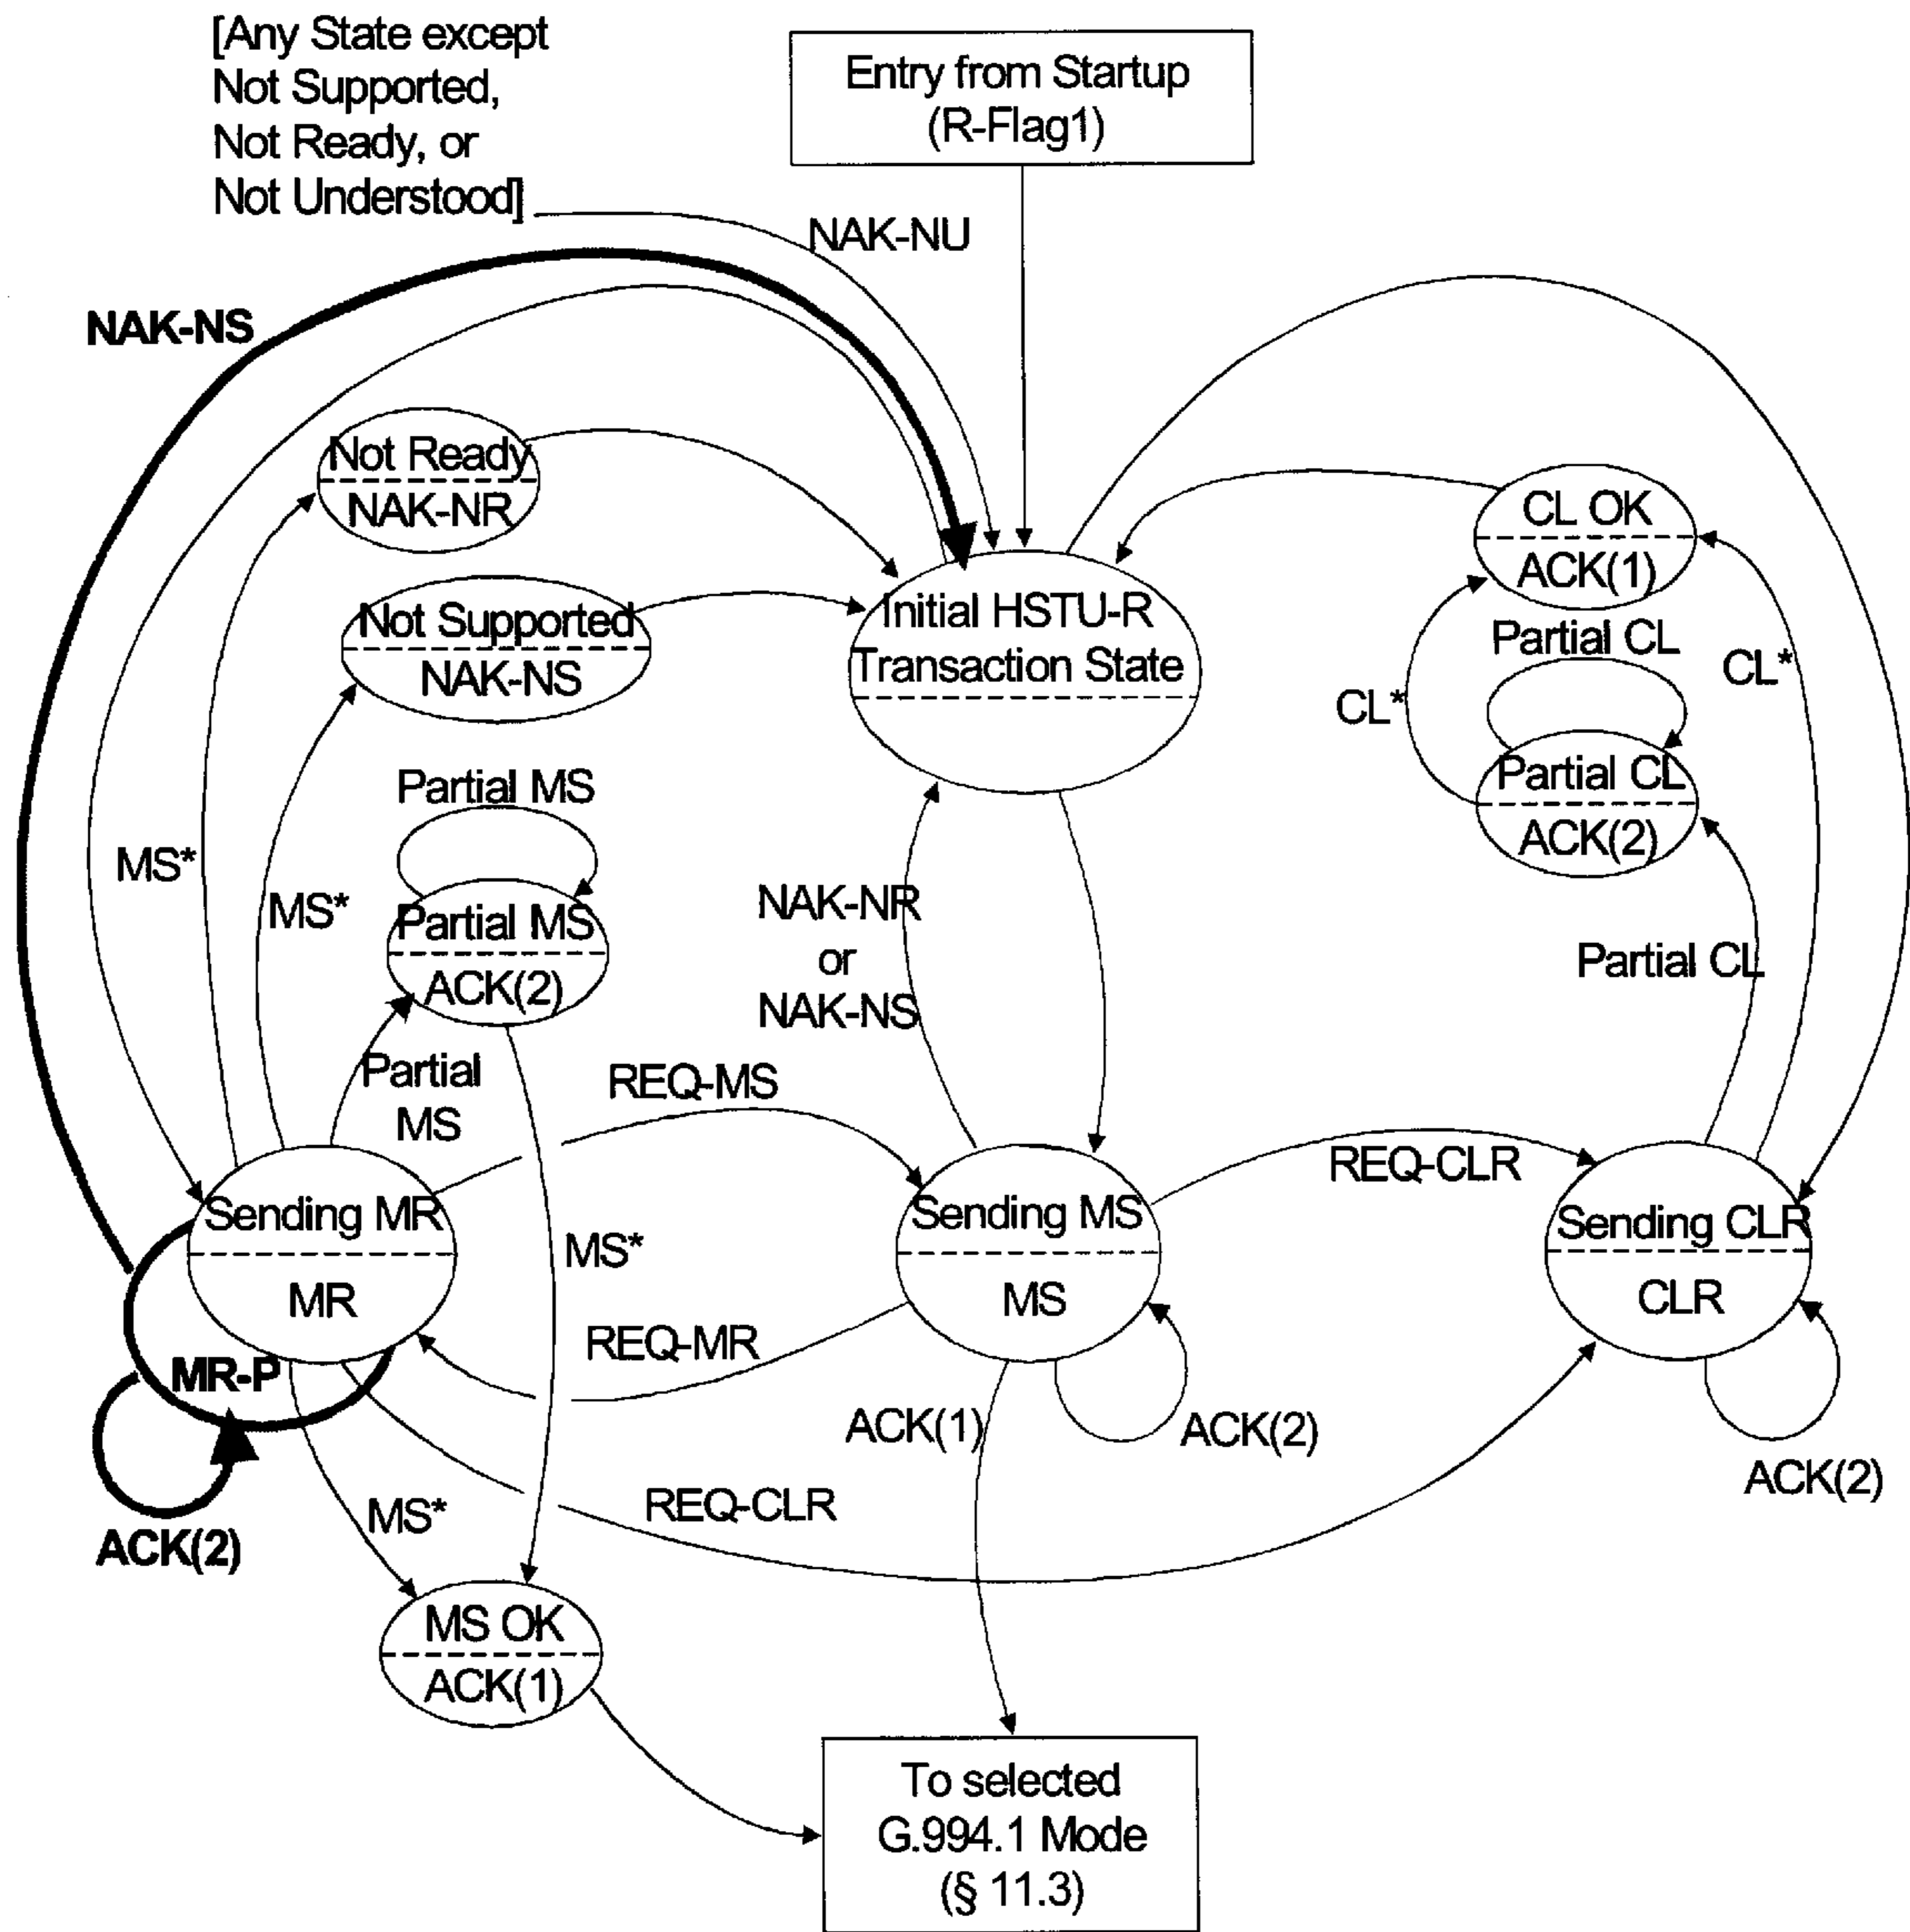 [Any State except
Not Supported,
Not Ready, or
Not Understood]
Entry from Startup
(R-Flag1)
NAK-NU
NAK-NS
Not Ready
NAK-NR
Not Supported
NAK-NS
Initial HSTU-R
Transaction State
CL OK
ACK(1)
Partial CL
CL*
CL*
Partial CL
ACK(2)
Partial MS
MS*
MS*
Partial MS
ACK(2)
NAK-NR
or
NAK-NS
Partial CL
Partial
MS
REQ-MS
REQ-CLR
Sending MR
MR
MS*
Sending MS
MS
Sending CLR
CLR
REQ-MR
MR-P
ACK(1)
ACK(2)
ACK(2)
ACK(2)
MS*
REQ-CLR
MS OK
ACK(1)
To selected
G.994.1 Mode
(§ 11.3)